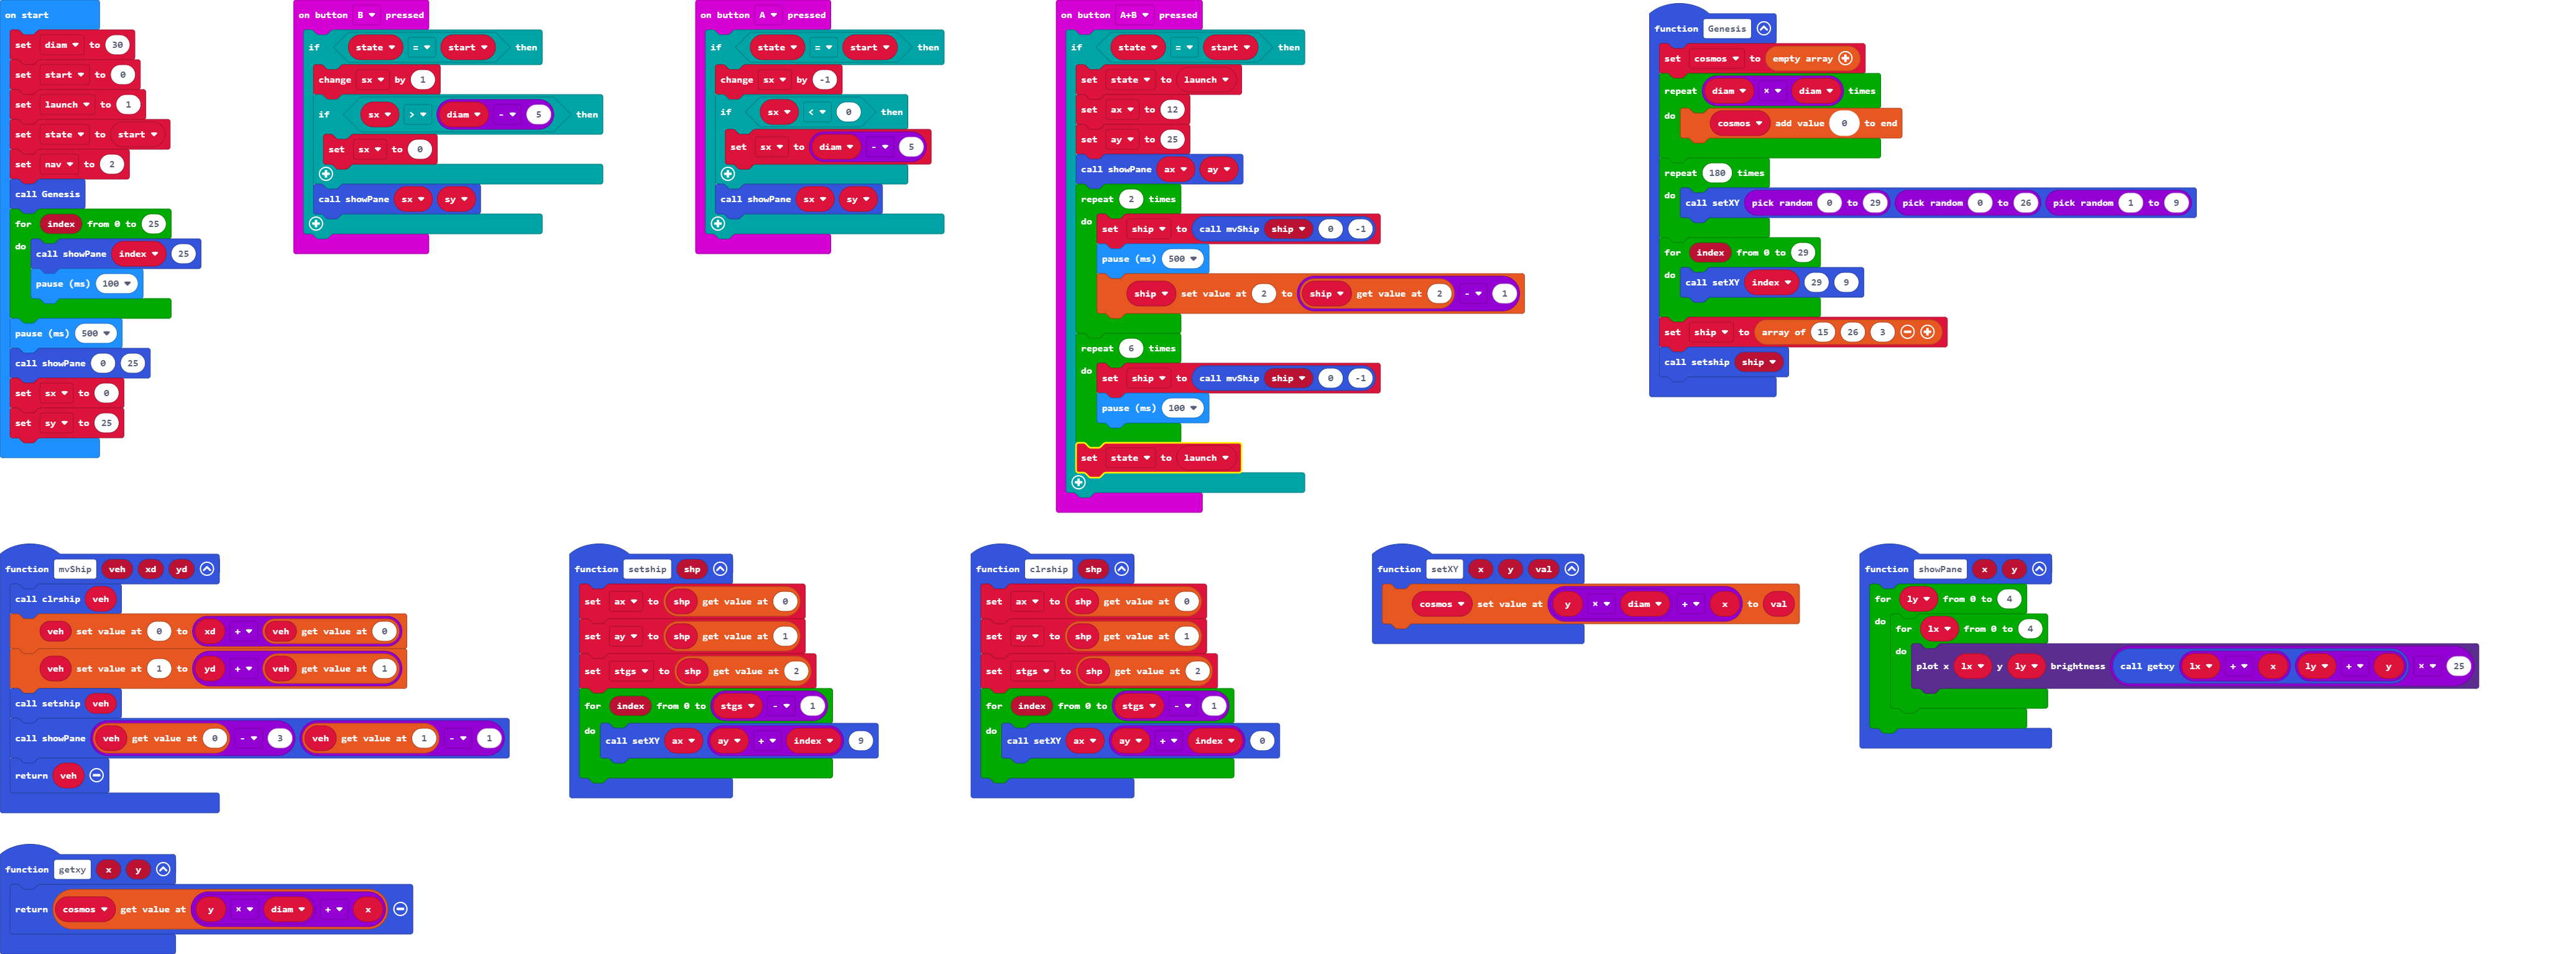 on start
set diam to 30
set start to 0
set launch to 1
set state to start
set nav to 2
call Genesis
for index from 0 to 25
do
call showPane index 25
pause (ms) 100
pause (ms) 500
call showPane 0 25
set sx to 0
set sy to 25
on button B pressed
if state = start then
change sx by 1
if sx > diam - 5 then
set sx to 0
call showPane sx sy
on button A pressed
if state = start then
change sx by -1
if sx < 0 then
set sx to diam - 5
call showPane sx sy
on button A+B pressed
if state = start then
set state to launch
set ax to 12
set ay to 25
call showPane ax ay
repeat 2 times
do
set ship to call mvShip ship 0 -1
pause (ms) 500
ship set value at 2 to ship get value at 2 - 1
repeat 6 times
do
set ship to call mvShip ship 0 -1
pause (ms) 100
set state to launch
function Genesis
set cosmos to empty array
repeat diam × diam times
do
cosmos add value 0 to end
repeat 180 times
do
call setXY pick random 0 to 29 pick random 0 to 26 pick random 1 to 9
for index from 0 to 29
do
call setXY index 29 9
set ship to array of 15 26 3
call setship ship
function mvShip veh xd yd
call clrship veh
veh set value at 0 to xd + veh get value at 0
veh set value at 1 to yd + veh get value at 1
call setship veh
call showPane veh get value at 0 - 3 veh get value at 1 - 1
return veh
function setship shp
set ax to shp get value at 0
set ay to shp get value at 1
set stgs to shp get value at 2
for index from 0 to stgs - 1
do
call setXY ax ay + index 9
function clrship shp
set ax to shp get value at 0
set ay to shp get value at 1
set stgs to shp get value at 2
for index from 0 to stgs - 1
do
call setXY ax ay + index 0
function setXY x y val
cosmos set value at y × diam + x to val
function showPane x y
for ly from 0 to 4
do
for lx from 0 to 4
do
plot x lx y ly brightness call getxy lx + x ly + y × 25
function getxy x y
return cosmos get value at y × diam + x